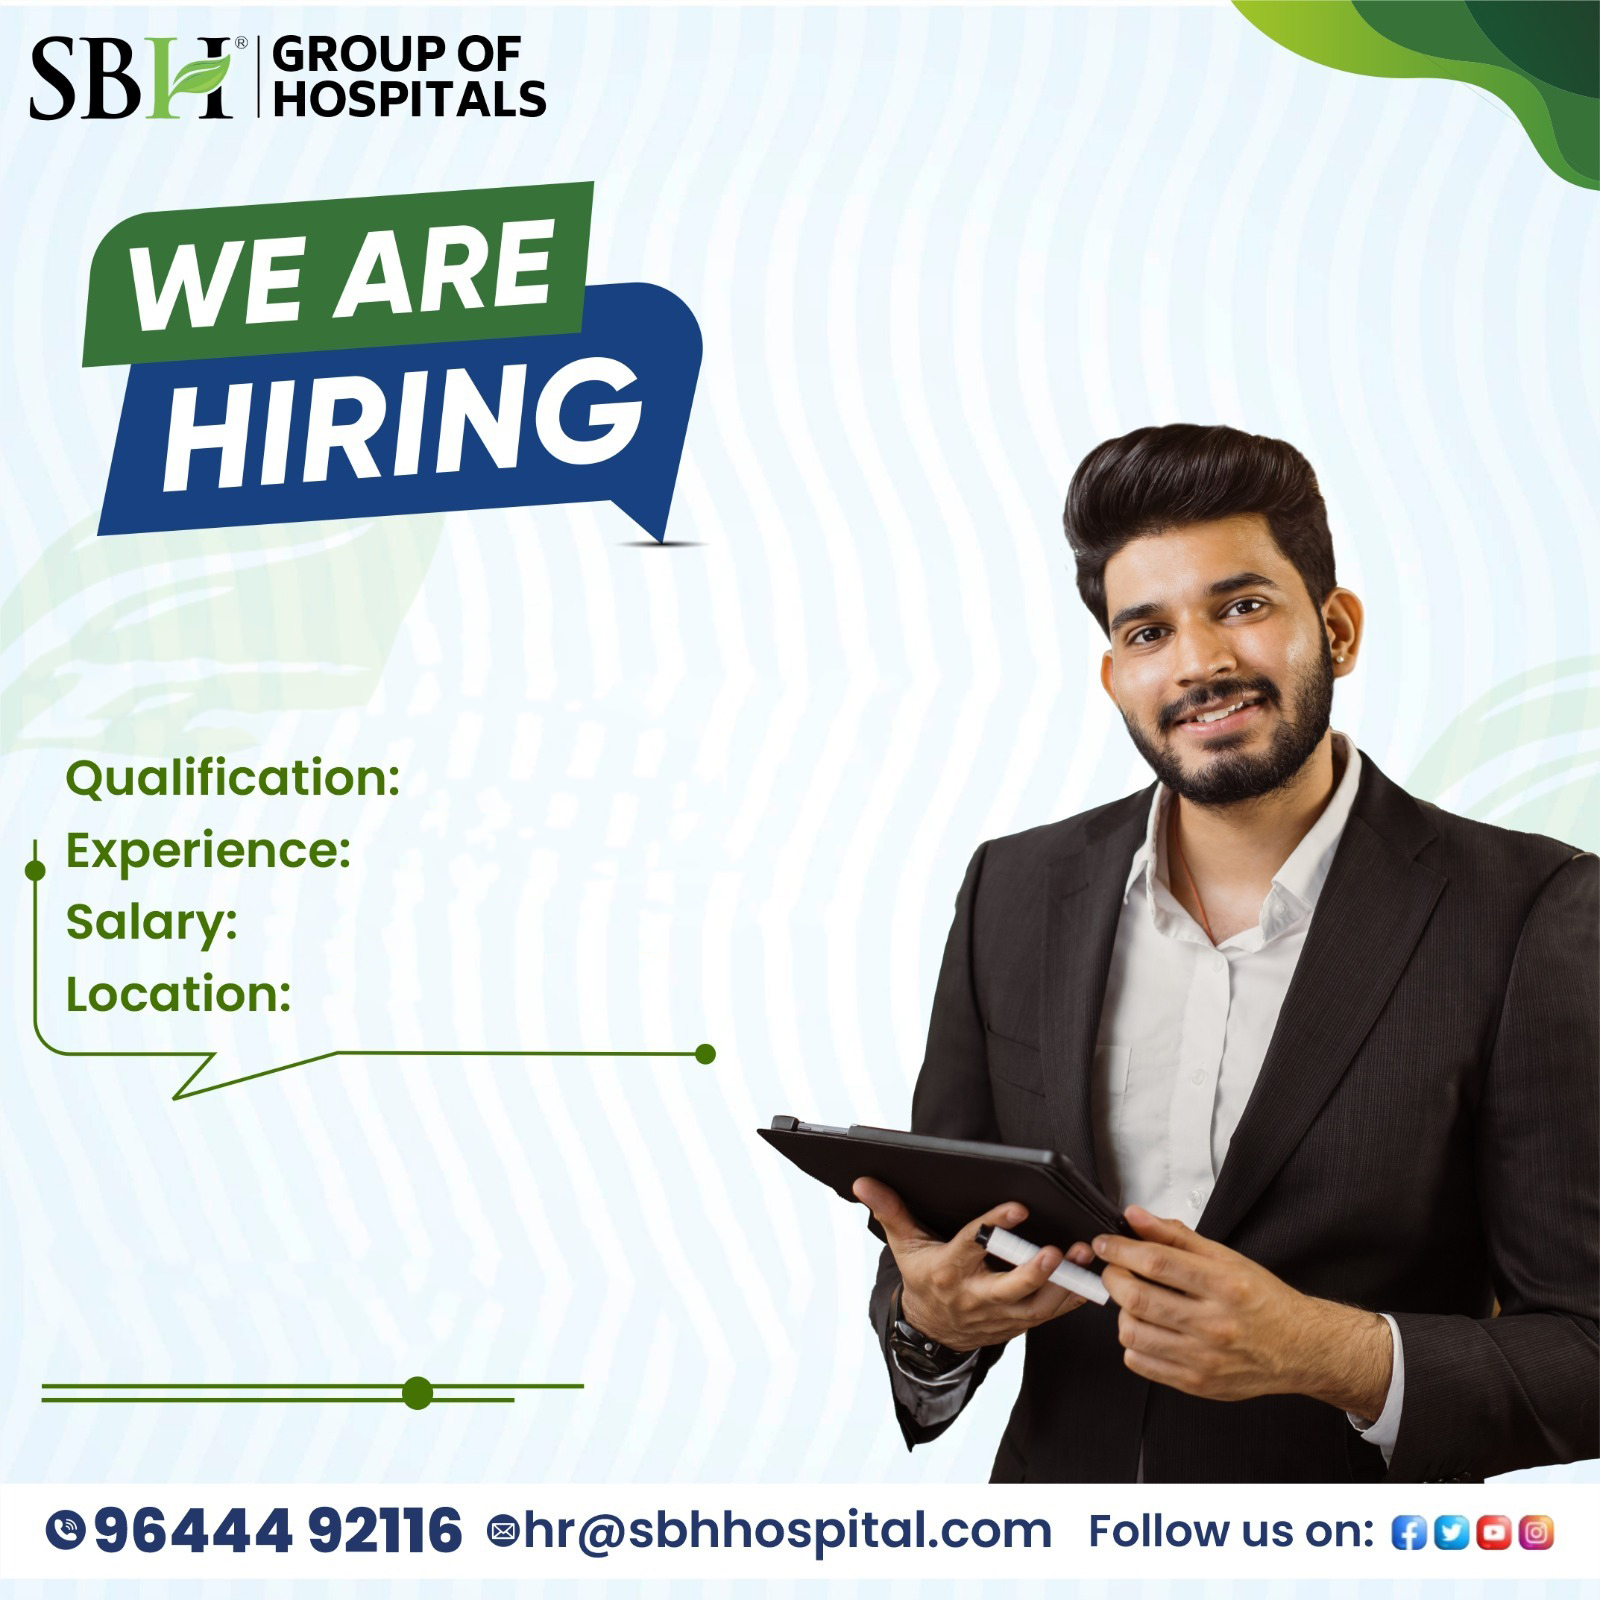 SBH® GROUP OF
HOSPITALS
WE ARE
HIRING
Qualification:
Experience:
Salary:
Location:
96444 92116 hr@sbhhospital.com Follow us on: